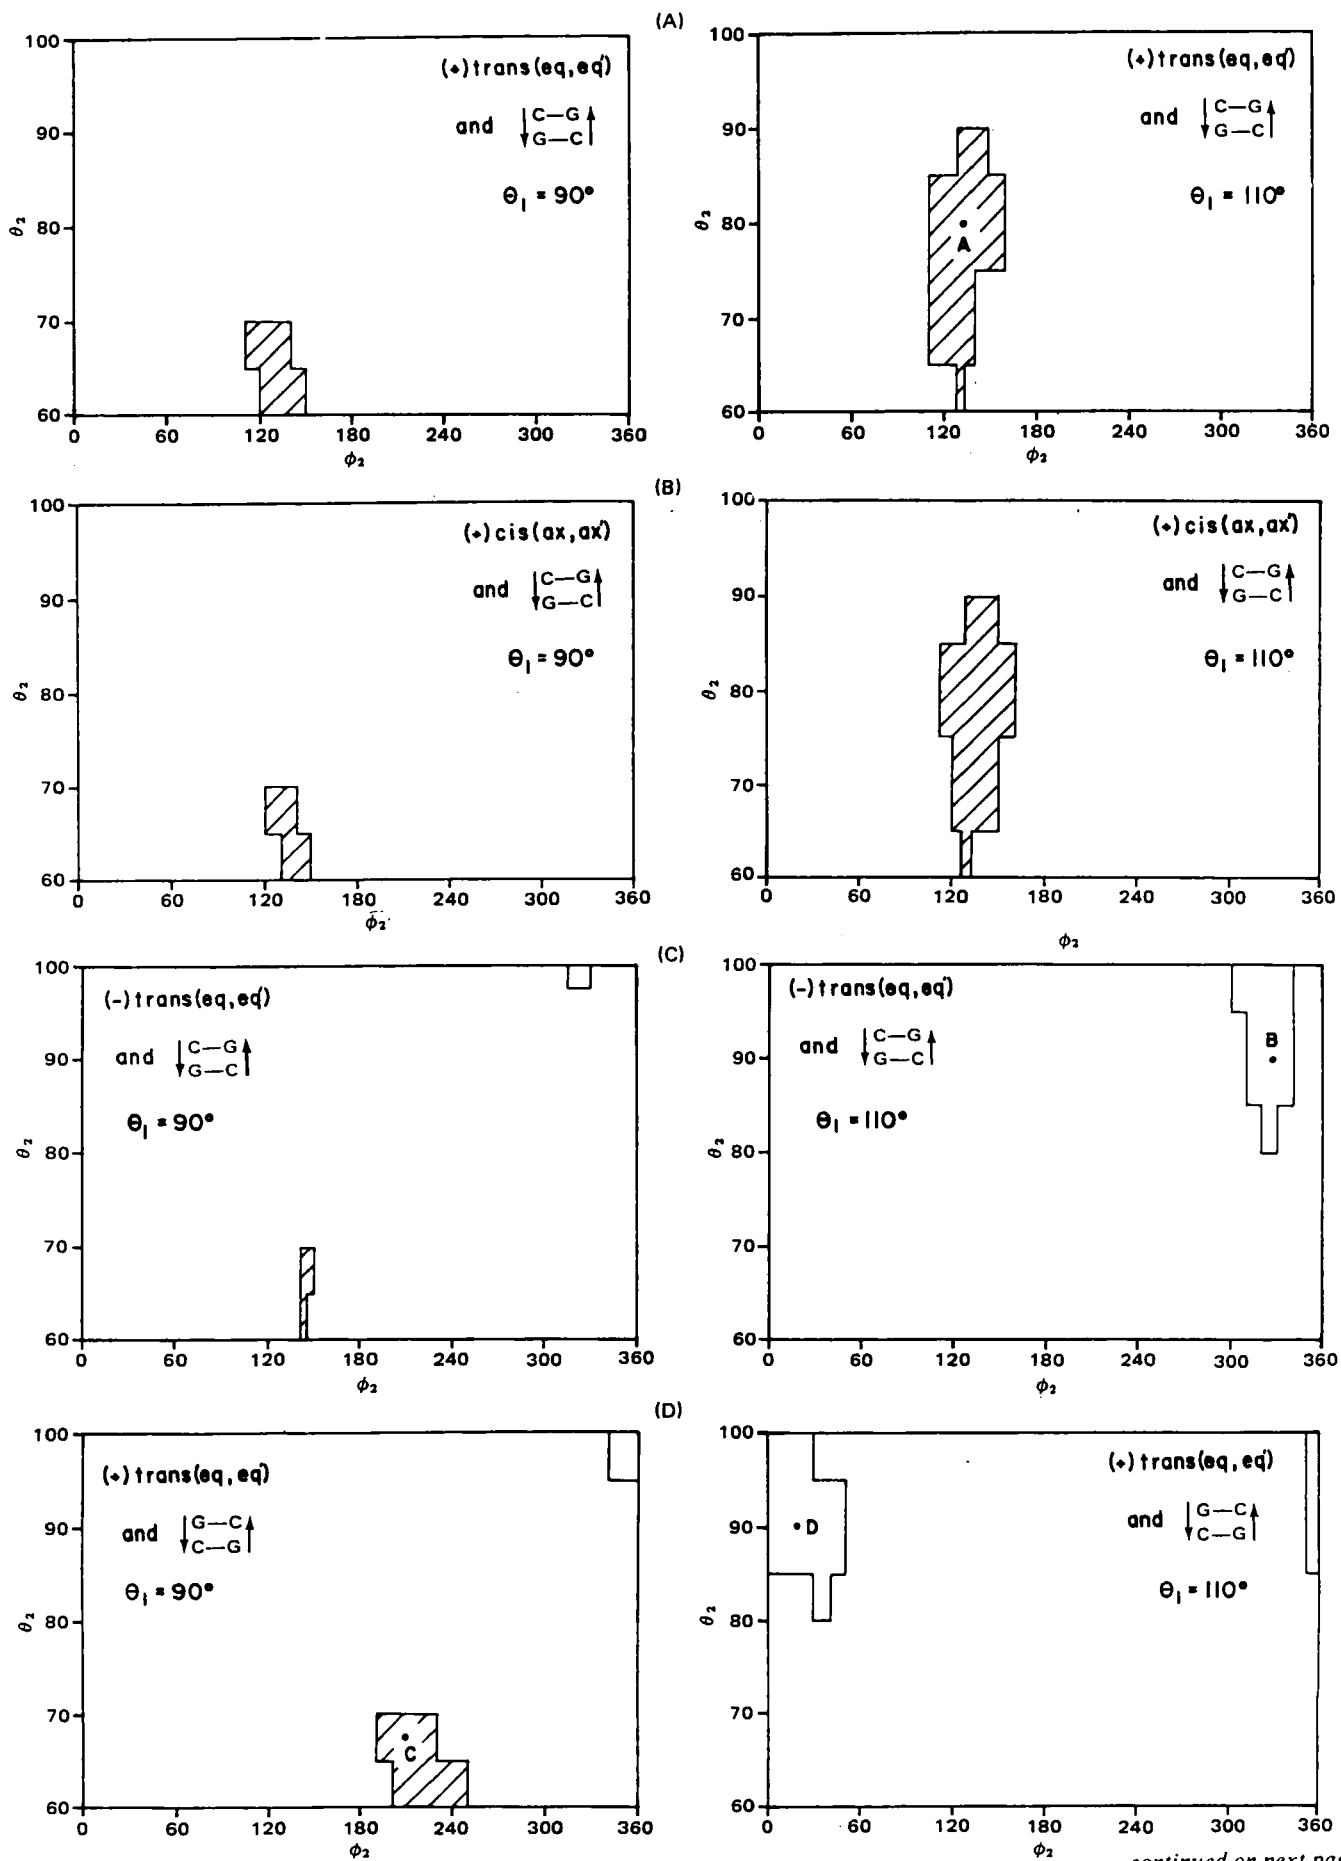 (A)
100
90
80
70
60
θ₂
0 60 120 180 240 300 360
ϕ₂
(+)trans(eq,eq')
and C—G
G—C
θ₁ = 90°
100
90
80
70
60
θ₂
0 60 120 180 240 300 360
ϕ₂
(+)trans(eq,eq')
and C—G
G—C
θ₁ = 110°
A
(B)
100
90
80
70
60
θ₂
0 60 120 180 240 300 360
ϕ₂
(+)cis(ax,ax')
and C—G
G—C
θ₁ = 90°
100
90
80
70
60
θ₂
0 60 120 180 240 300 360
ϕ₂
(+)cis(ax,ax')
and C—G
G—C
θ₁ = 110°
(C)
100
90
80
70
60
θ₂
0 60 120 180 240 300 360
ϕ₂
(-)trans(eq,eq')
and C—G
G—C
θ₁ = 90°
100
90
80
70
60
θ₂
0 60 120 180 240 300 360
ϕ₂
(-)trans(eq,eq')
and C—G
G—C
θ₁ = 110°
B
(D)
100
90
80
70
60
θ₂
0 60 120 180 240 300 360
ϕ₂
(+)trans(eq,eq')
and G—C
C—G
θ₁ = 90°
C
100
90
80
70
60
θ₂
0 60 120 180 240 300 360
ϕ₂
(+)trans(eq,eq')
and G—C
C—G
θ₁ = 110°
D
continued on next